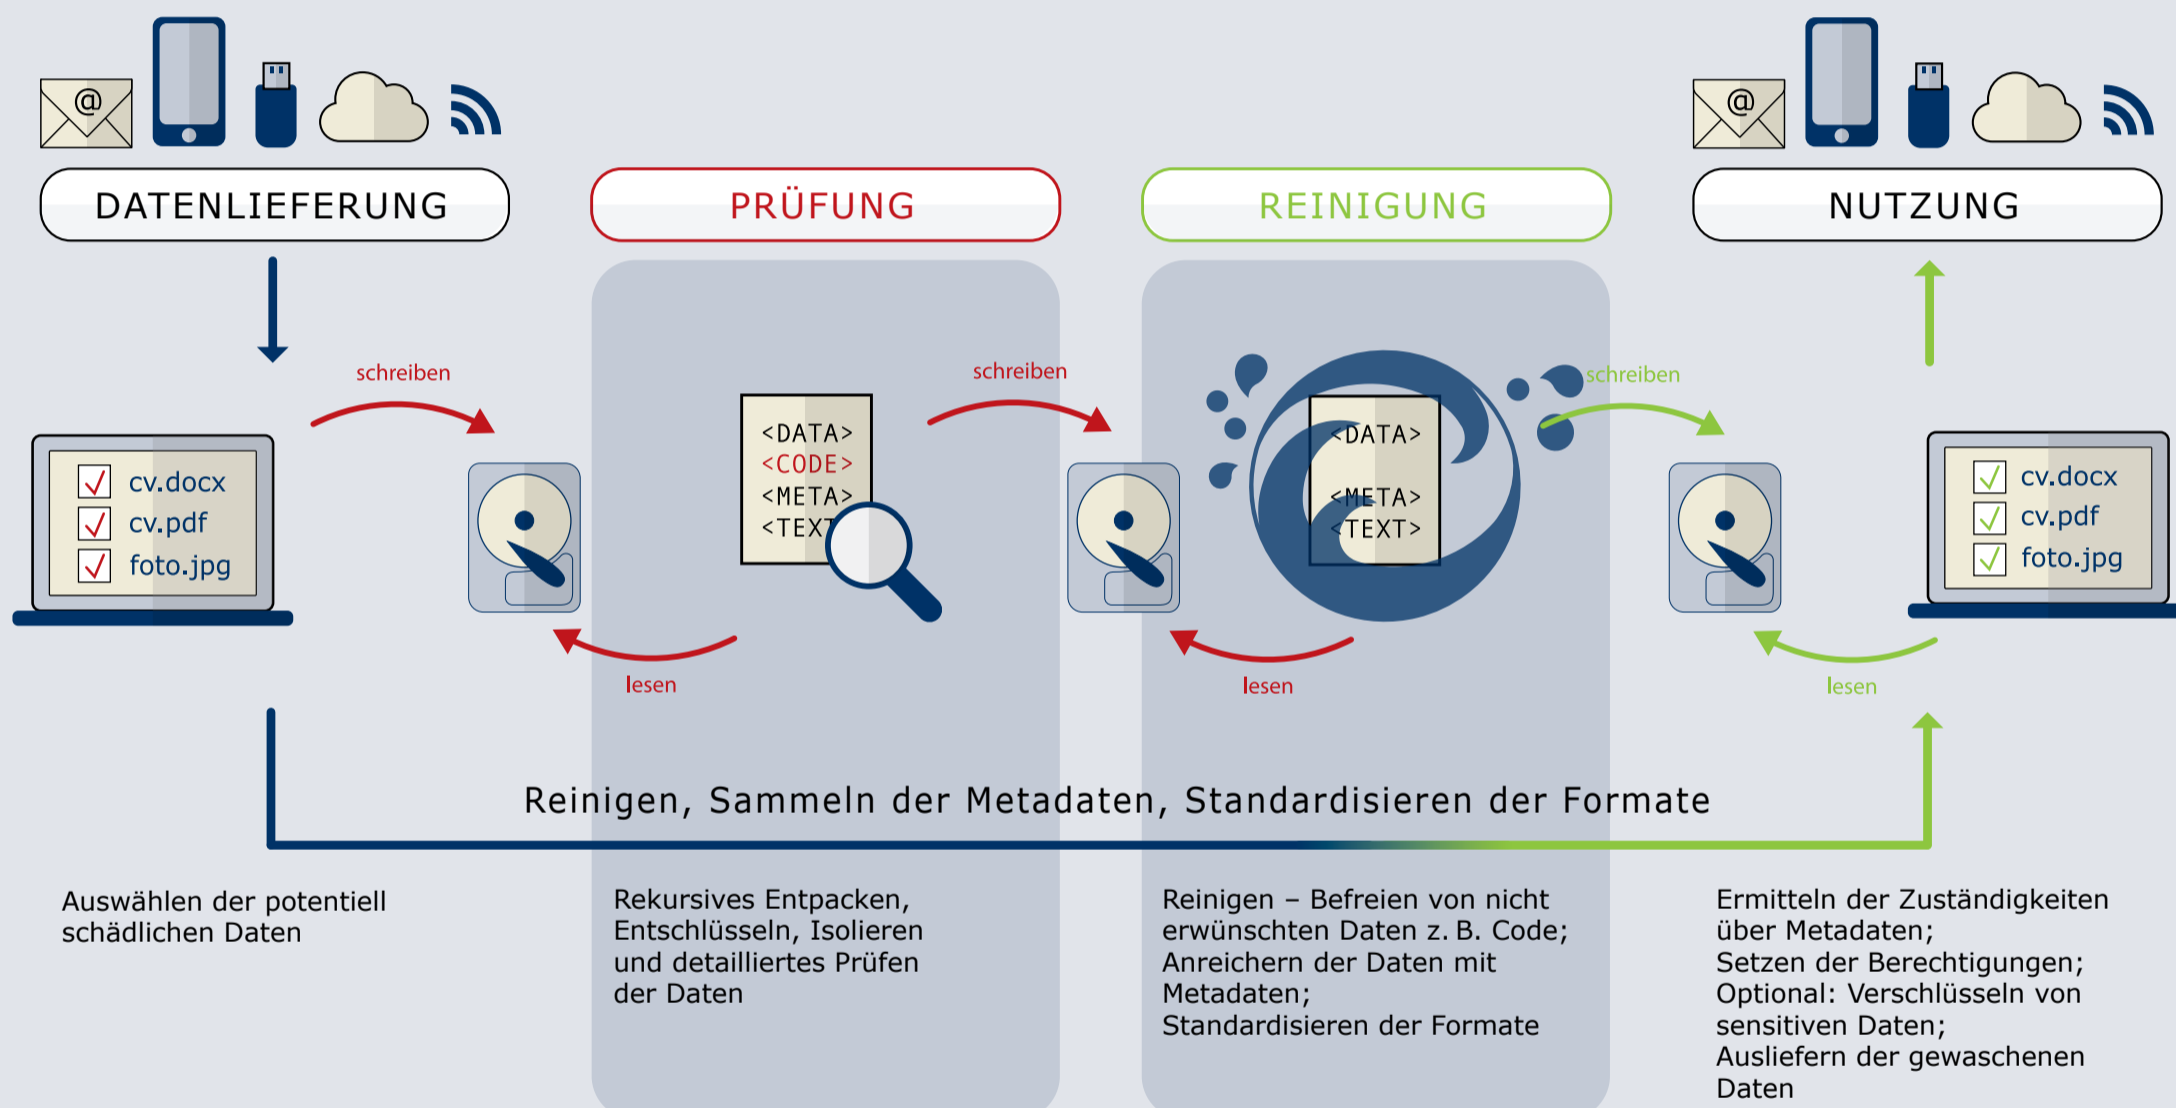 @
@
DATENLIEFERUNG
PRÜFUNG
REINIGUNG
NUTZUNG
schreiben
schreiben
schreiben
cv.docx
cv.pdf
foto.jpg
<DATA>
<CODE>
<META>
<TEXT
<DATA>
<META>
<TEXT>
cv.docx
cv.pdf
foto.jpg
lesen
lesen
lesen
Reinigen, Sammeln der Metadaten, Standardisieren der Formate
Auswählen der potentiell
schädlichen Daten
Rekursives Entpacken,
Entschlüsseln, Isolieren
und detailliertes Prüfen
der Daten
Reinigen – Befreien von nicht
erwünschten Daten z. B. Code;
Anreichern der Daten mit
Metadaten;
Standardisieren der Formate
Ermitteln der Zuständigkeiten
über Metadaten;
Setzen der Berechtigungen;
Optional: Verschlüsseln von
sensitiven Daten;
Ausliefern der gewaschenen
Daten